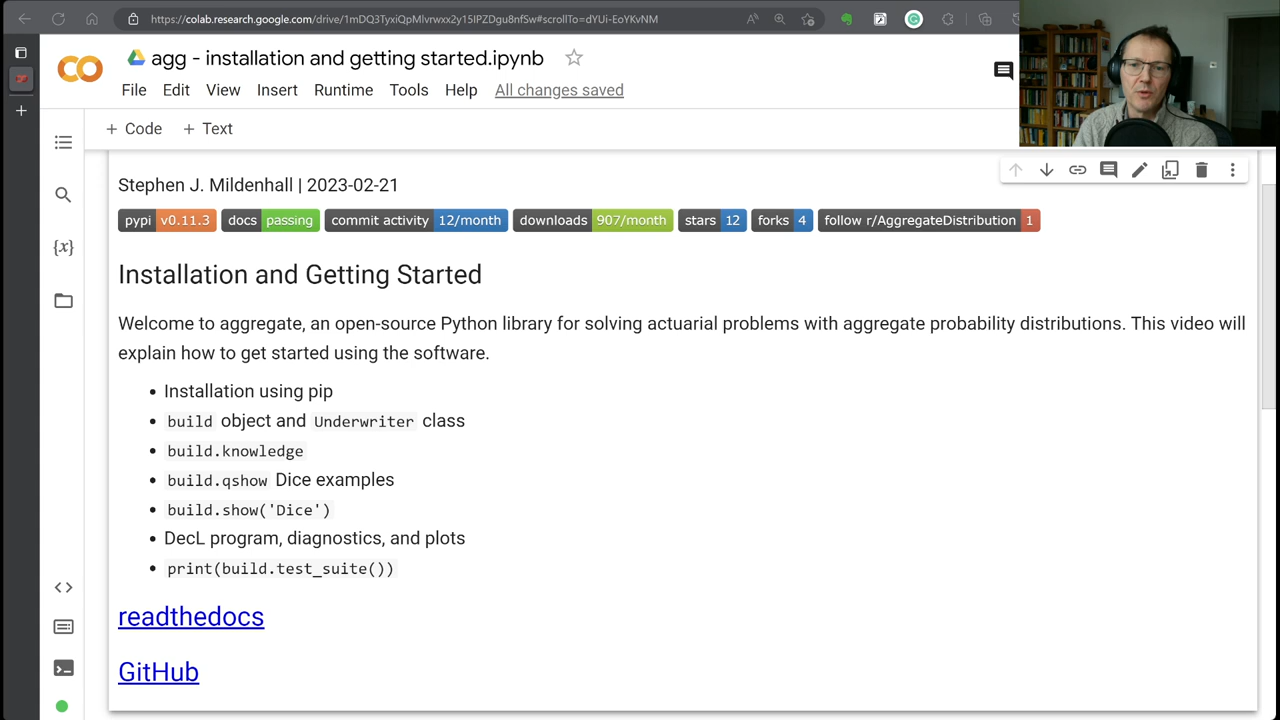 https://colab.research.google.com/drive/1mDQ3TyxiQpMlvrwxx2y15IPZDgu8nfSw#scrollTo=dYUi-EoYKvNM
agg - installation and getting started.ipynb
File Edit View Insert Runtime Tools Help All changes saved
+ Code + Text
Stephen J. Mildenhall | 2023-02-21
pypi v0.11.3 docs passing commit activity 12/month downloads 907/month stars 12 forks 4 follow r/AggregateDistribution 1
Installation and Getting Started
Welcome to aggregate, an open-source Python library for solving actuarial problems with aggregate probability distributions. This video will
explain how to get started using the software.
• Installation using pip
• build object and Underwriter class
• build.knowledge
• build.qshow Dice examples
• build.show('Dice')
• DecL program, diagnostics, and plots
• print(build.test_suite())
readthedocs
GitHub